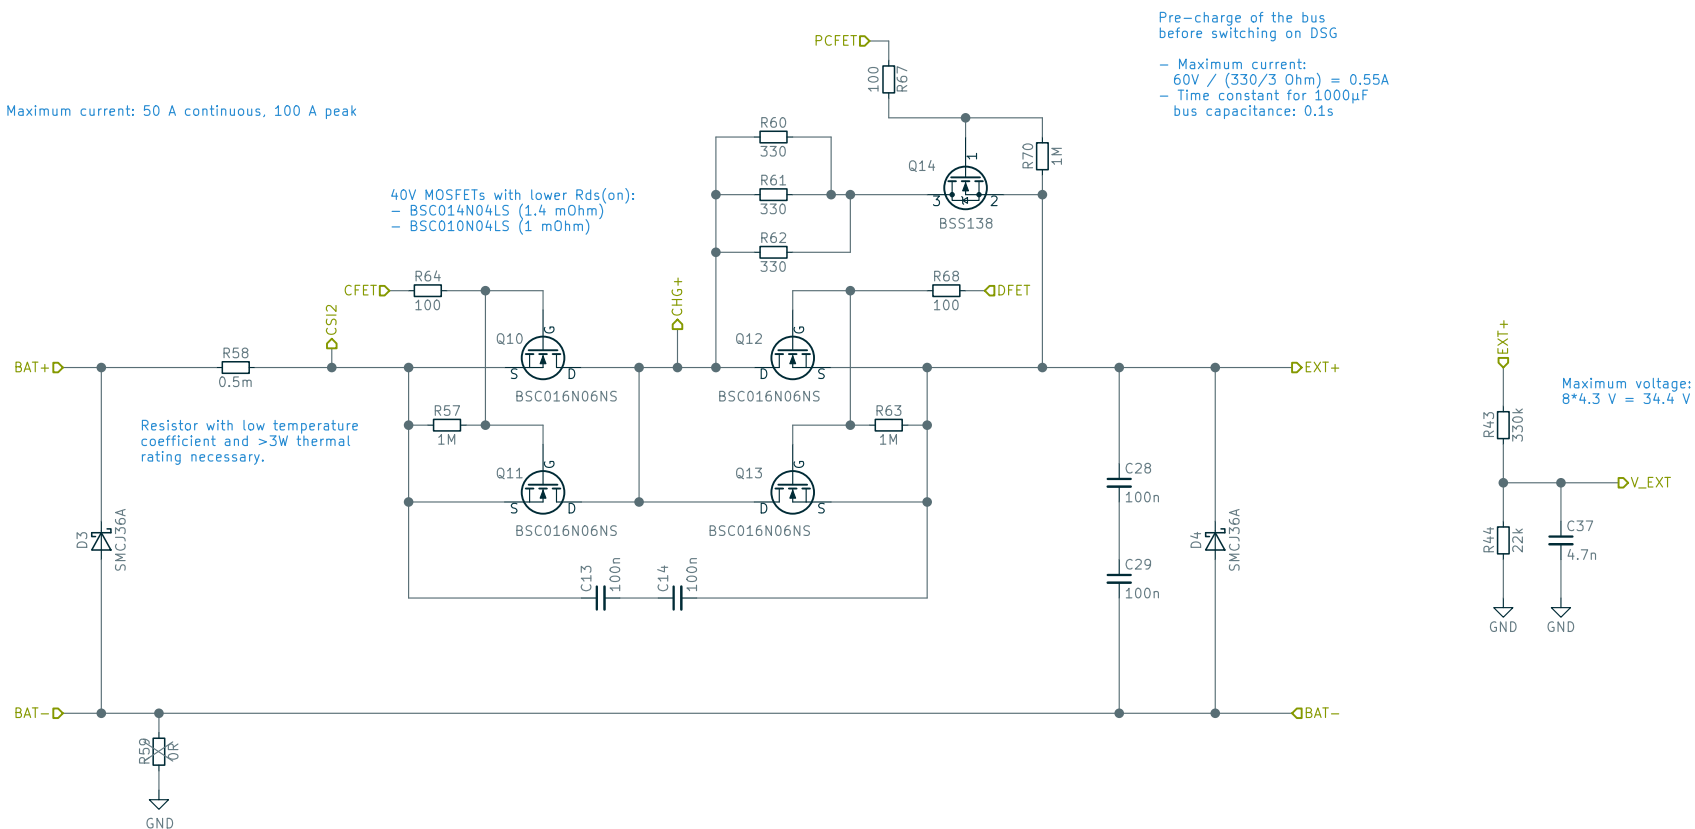 Pre-charge of the bus
before switching on DSG
- Maximum current:
60V / (330/3 Ohm) = 0.55A
- Time constant for 1000µF
bus capacitance: 0.1s
PCFET
100
R67
Maximum current: 50 A continuous, 100 A peak
R60
330
R61
330
R62
330
Q14
1
3
2
BSS138
R70
1M
40V MOSFETs with lower Rds(on):
- BSC014N04LS (1.4 mOhm)
- BSC010N04LS (1 mOhm)
CFET
R64
100
CSI2
CHG+
R68
100
DFET
Q10
G
S
D
BSC016N06NS
Q12
G
D
S
BSC016N06NS
BAT+
R58
0.5m
EXT+
Resistor with low temperature
coefficient and >3W thermal
rating necessary.
R57
1M
R63
1M
Q11
G
S
D
BSC016N06NS
Q13
G
D
S
BSC016N06NS
C28
100n
C29
100n
D3
SMCJ36A
C13
100n
C14
100n
D4
SMCJ36A
EXT+
Maximum voltage:
8*4.3 V = 34.4 V
R43
330k
V_EXT
R44
22k
C37
4.7n
GND
GND
BAT-
BAT-
R59
0R
GND